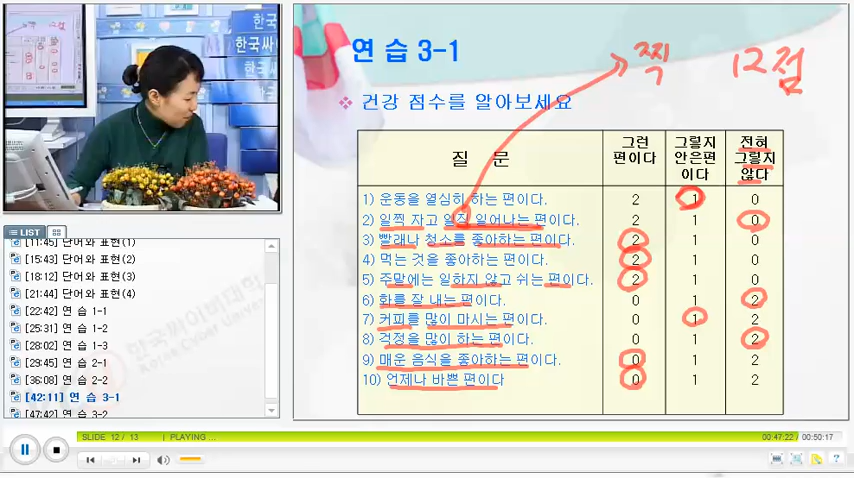 한국
한국싸이
연 습 3-1
찍 12점
건강 점수를 알아보세요
질 문
그런 편이다
그렇지 안은편 이다
전혀 그렇지 않다
1) 운동을 열심히 하는 편이다. 2 1 0
2) 일찍 자고 일직 일어나는 편이다. 2 1 0
3) 빨래나 청소를 좋아하는 편이다. 2 1 0
4) 먹는 것을 좋아하는 편이다. 2 1 0
5) 주말에는 일하지 않고 쉬는 편이다. 2 1 0
6) 화를 잘 내는 편이다. 0 1 2
7) 커피를 많이 마시는 편이다. 0 1 2
8) 걱정을 많이 하는 편이다. 0 1 2
9) 매운 음식을 좋아하는 편이다. 0 1 2
10) 언제나 바쁜 편이다 0 1 2
LIST
[11:45] 단어와 표현(1)
[15:43] 단어와 표현(2)
[18:12] 단어와 표현(3)
[21:44] 단어와 표현(4)
[22:42] 연 습 1-1
[25:31] 연 습 1-2
[28:02] 연 습 1-3
[29:45] 연 습 2-1
[36:08] 연 습 2-2
[42:11] 연 습 3-1
[47:42] 연 습 3-2
SLIDE 12 / 13 | PLAYING ...
00:47:22 | 00:50:17